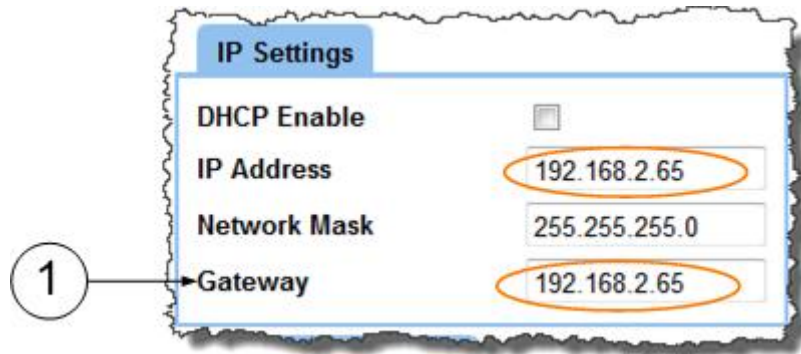 IP Settings
DHCP Enable
IP Address 192.168.2.65
Network Mask 255.255.255.0
1 Gateway 192.168.2.65